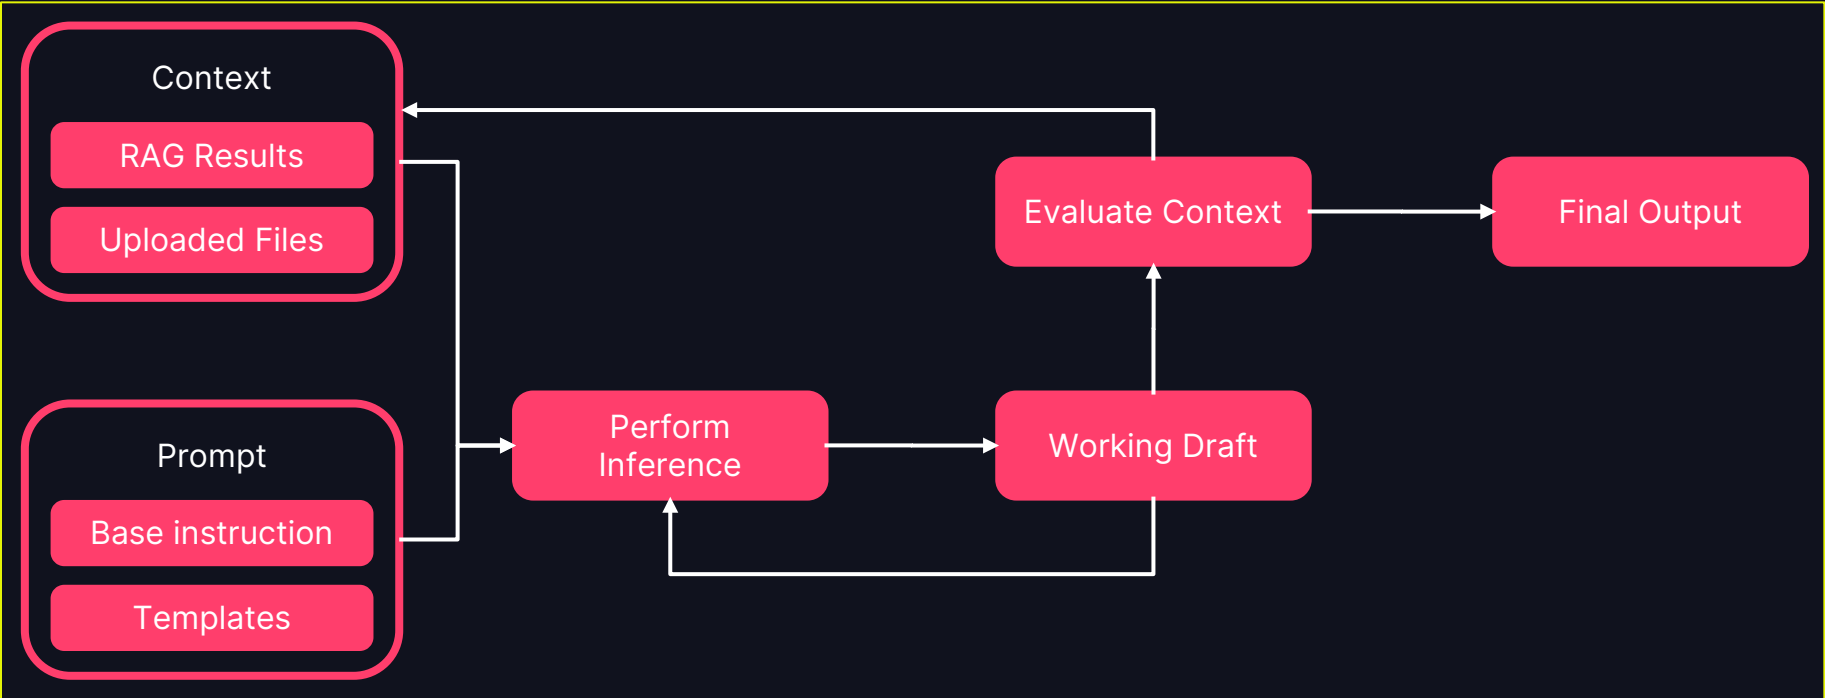 Context
RAG Results
Uploaded Files
Evaluate Context
Final Output
Prompt
Base instruction
Templates
Perform
Inference
Working Draft